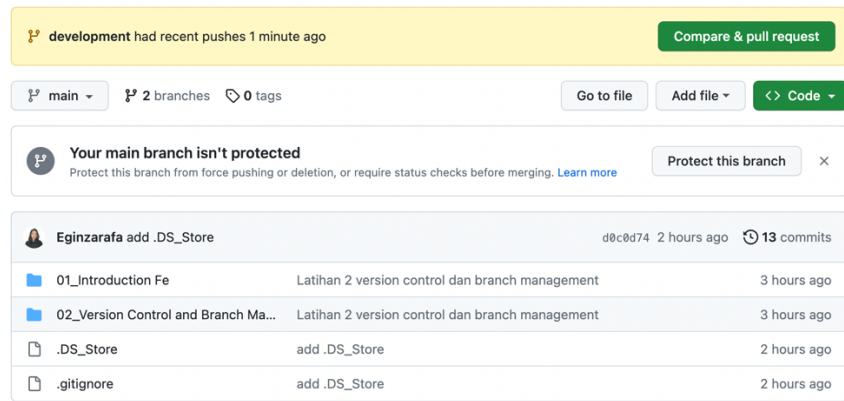 development had recent pushes 1 minute ago Compare & pull request
main 2 branches 0 tags Go to file Add file Code
Your main branch isn't protected
Protect this branch from force pushing or deletion, or require status checks before merging. Learn more Protect this branch
Eginzarafa add .DS_Store d0c0d74 2 hours ago 13 commits
01_Introduction Fe Latihan 2 version control dan branch management 3 hours ago
02_Version Control and Branch Ma... Latihan 2 version control dan branch management 3 hours ago
.DS_Store add .DS_Store 2 hours ago
.gitignore add .DS_Store 2 hours ago